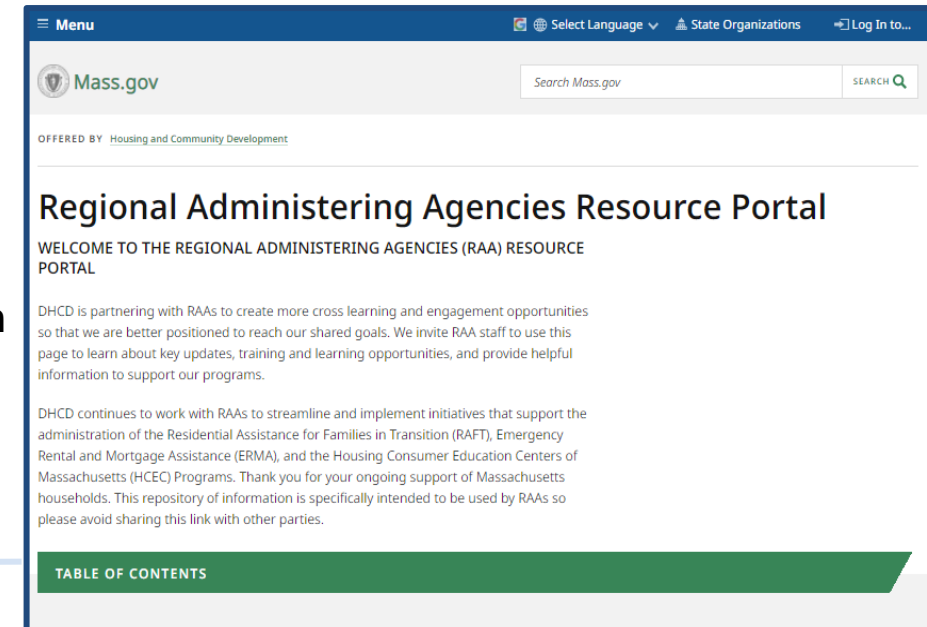 Menu
Select Language
State Organizations
Log In to...
Mass.gov
Search Mass.gov
SEARCH
OFFERED BY Housing and Community Development
Regional Administering Agencies Resource Portal
WELCOME TO THE REGIONAL ADMINISTERING AGENCIES (RAA) RESOURCE
PORTAL
DHCD is partnering with RAAs to create more cross learning and engagement opportunities
so that we are better positioned to reach our shared goals. We invite RAA staff to use this
page to learn about key updates, training and learning opportunities, and provide helpful
information to support our programs.
DHCD continues to work with RAAs to streamline and implement initiatives that support the
administration of the Residential Assistance for Families in Transition (RAFT), Emergency
Rental and Mortgage Assistance (ERMA), and the Housing Consumer Education Centers of
Massachusetts (HCEC) Programs. Thank you for your ongoing support of Massachusetts
households. This repository of information is specifically intended to be used by RAAs so
please avoid sharing this link with other parties.
TABLE OF CONTENTS